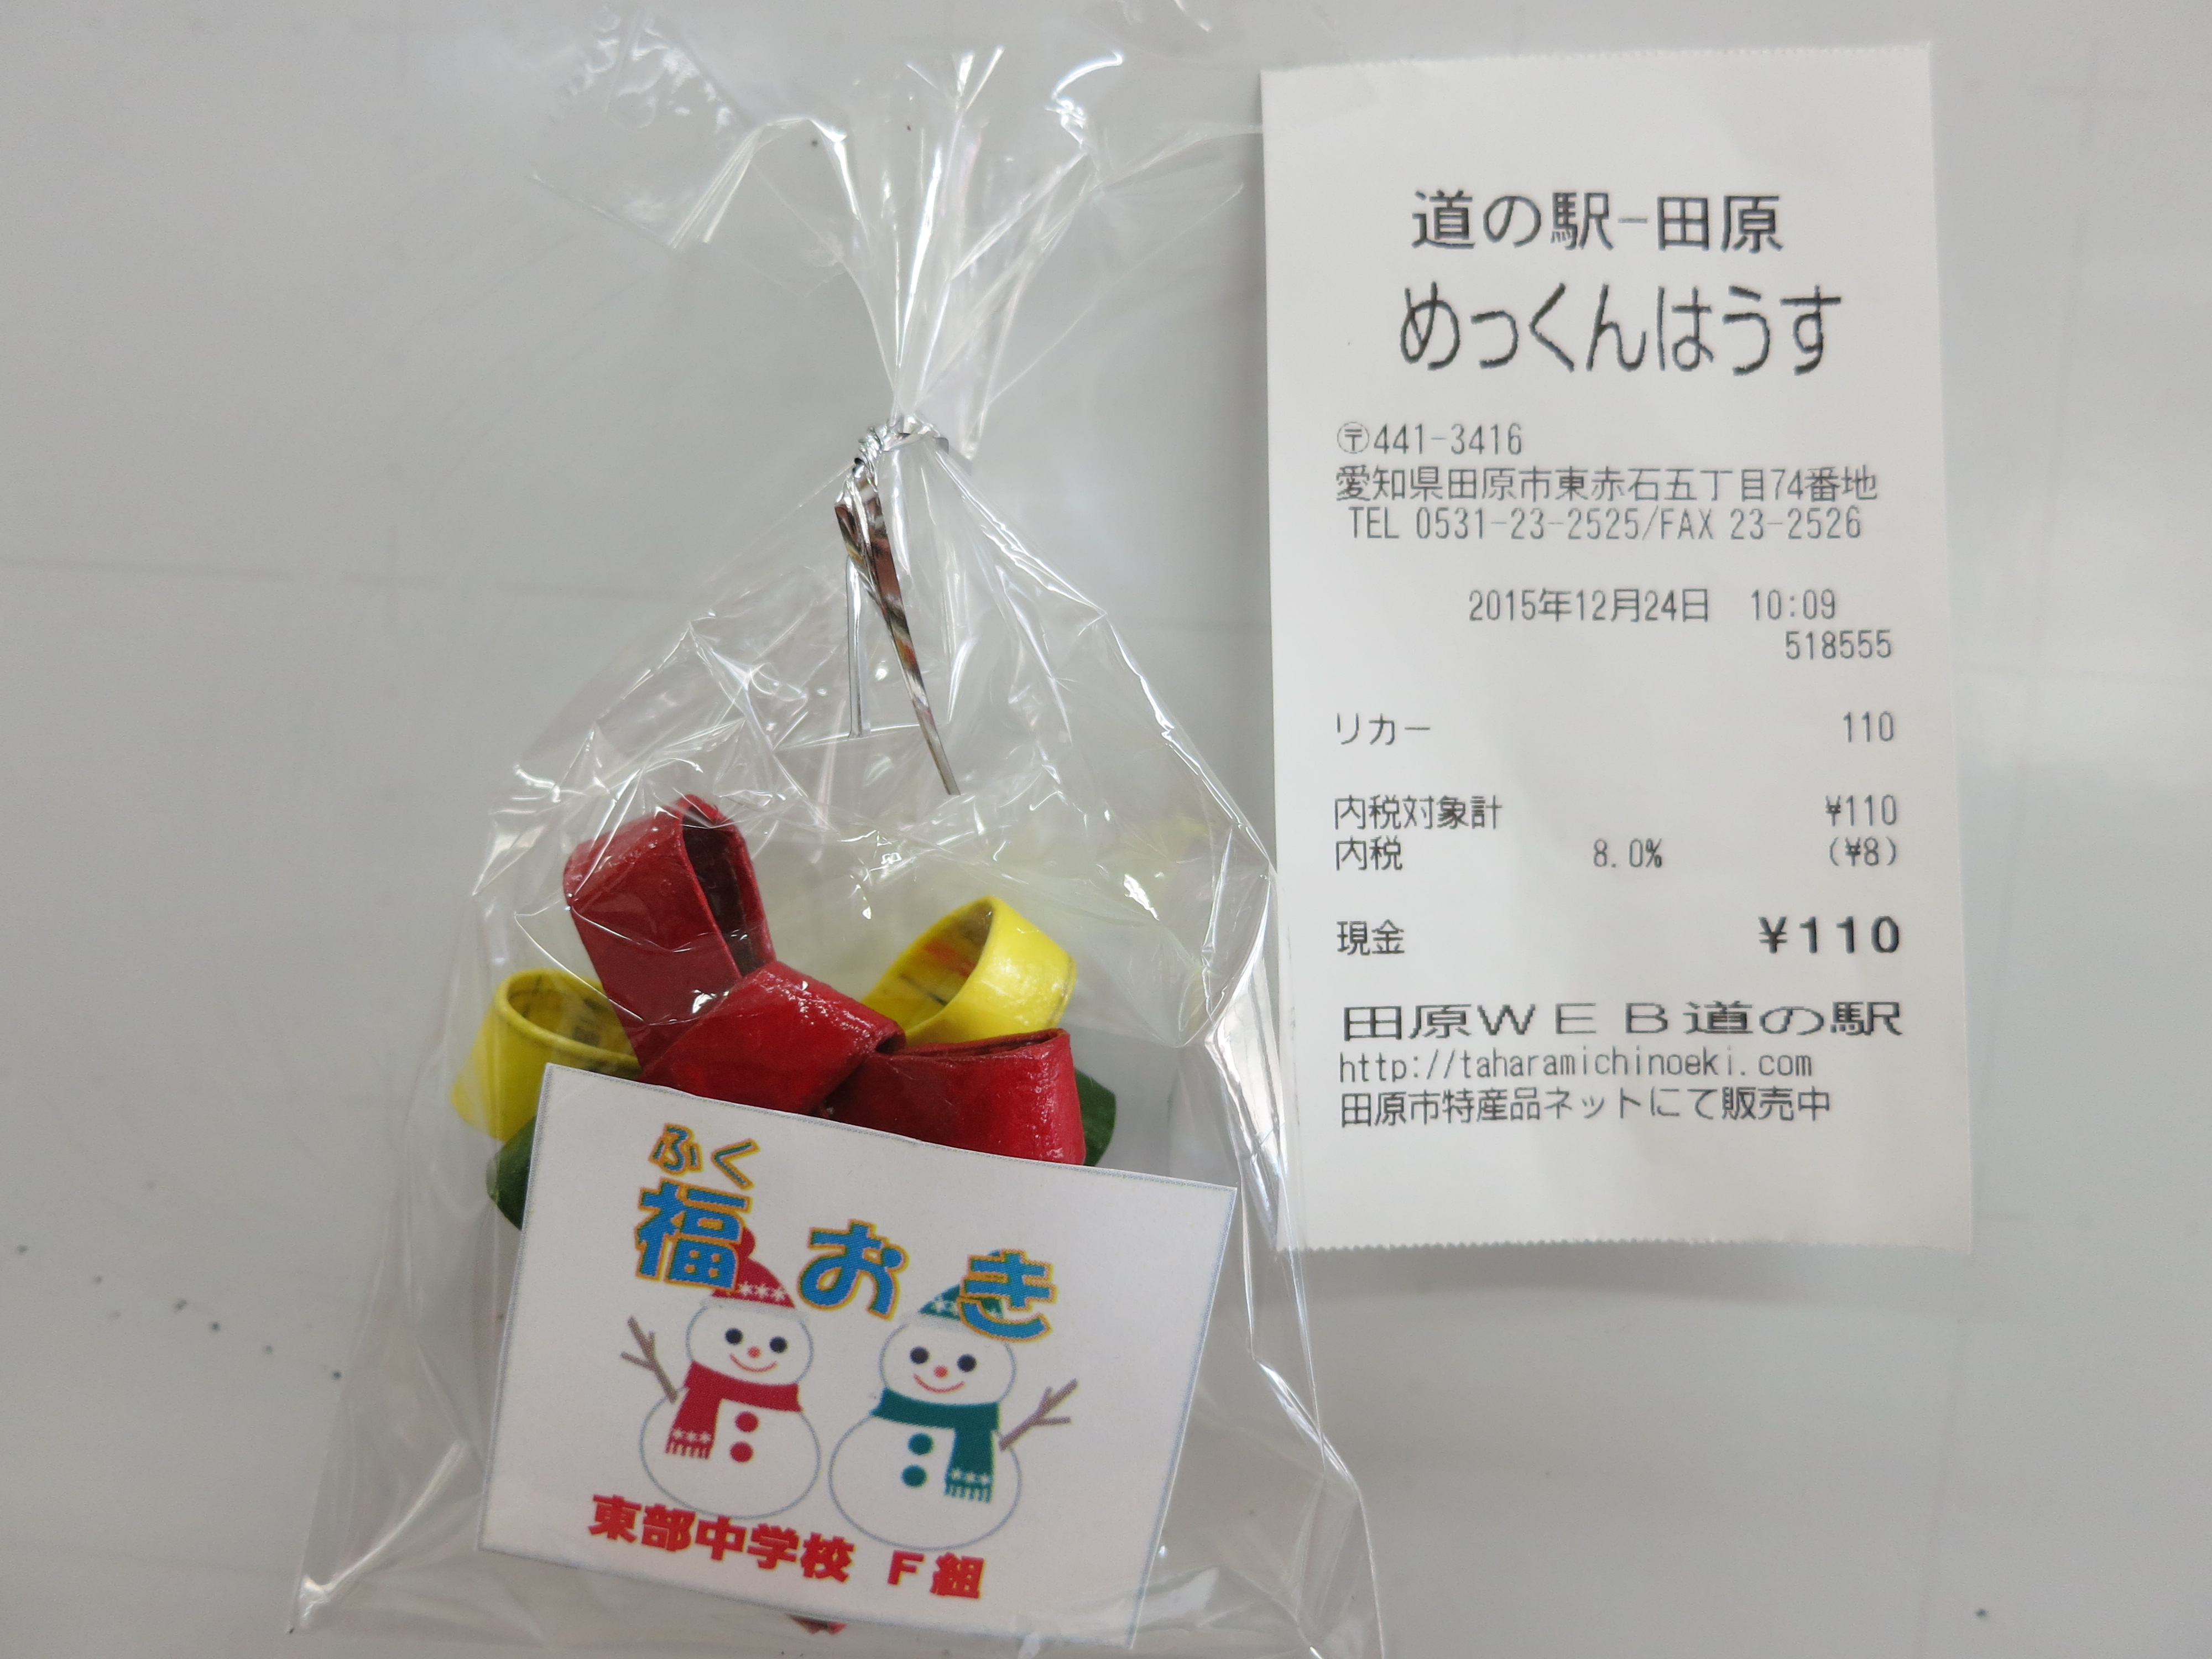 ふく
福おき
東部中学校 F組
道の駅-田原
めっくんはうす
〶441-3416
愛知県田原市東赤石五丁目74番地
TEL 0531-23-2525/FAX 23-2526
2015年12月24日 10:09
518555
リカー 110
内税対象計 ¥110
内税 8.0% (¥8)
現金 ¥110
田原WEB道の駅
http://taharamichinoeki.com
田原市特産品ネットにて販売中